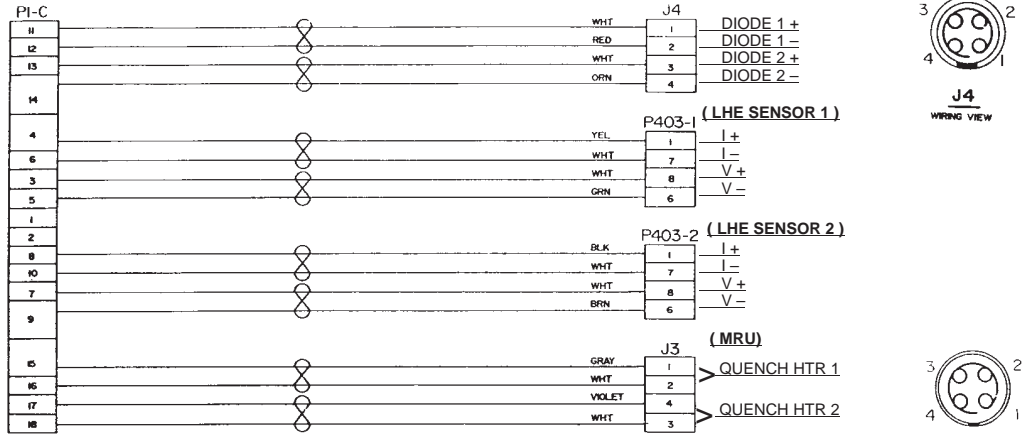 PI-C
J4
11 WHT 1 DIODE 1 +
12 RED 2 DIODE 1 –
13 WHT 3 DIODE 2 +
14 ORN 4 DIODE 2 –
3 2
4 1
J4
WIRING VIEW
P403-1 ( LHE SENSOR 1 )
4 YEL 1 I +
6 WHT 7 I –
3 WHT 8 V +
5 GRN 6 V –
1
2
P403-2 ( LHE SENSOR 2 )
8 BLK 1 I +
10 WHT 7 I –
7 WHT 8 V +
9 BRN 6 V –
J3 ( MRU)
15 GRAY 1
16 WHT 2
> QUENCH HTR 1
17 VIOLET 4
18 WHT 3
> QUENCH HTR 2
3 2
4 1